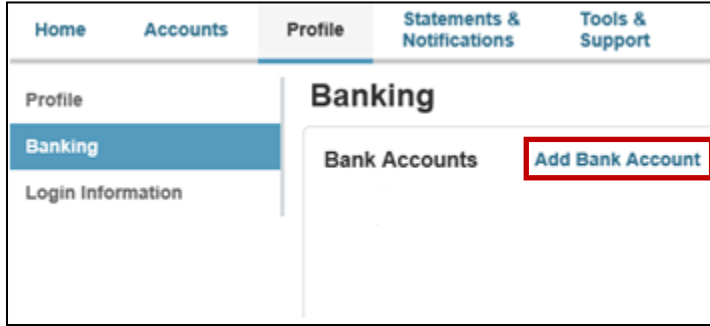 Home
Accounts
Profile
Statements &
Notifications
Tools &
Support
Profile
Banking
Login Information
Banking
Bank Accounts
Add Bank Account